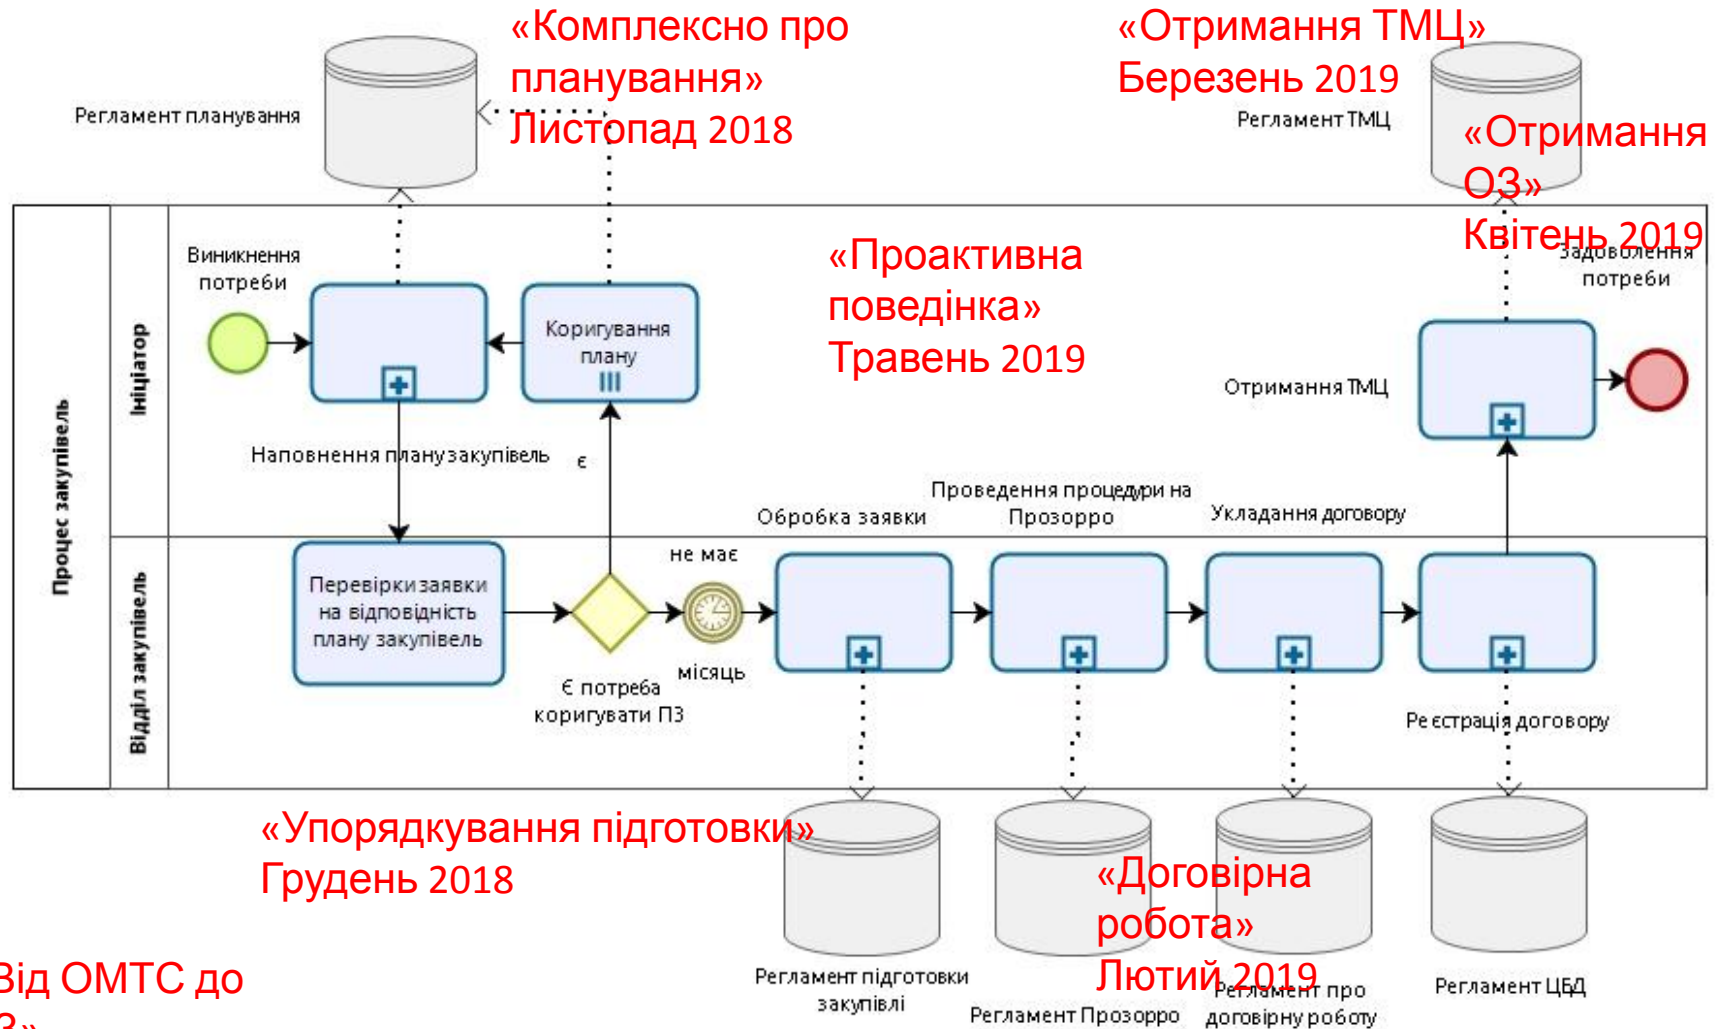 «Комплексно про
планування»
Листопад 2018
«Отримання ТМЦ»
Березень 2019
Регламент планування
Регламент ТМЦ
«Отримання
ОЗ»
Квітень 2019
Процес закупівель
Ініціатор
Виникнення
потреби
Коригування
плану
«Проактивна
поведінка»
Травень 2019
Задоволення
потреби
Отримання ТМЦ
Наповнення плану закупівель
є
Відділ закупівель
Перевірки заявки
на відповідність
плану закупівель
Є потреба
коригувати ПЗ
не має
місяць
Обробка заявки
Проведення процедури на
Прозорро
Укладання договору
Реєстрація договору
«Упорядкування підготовки»
Грудень 2018
«Договірна
робота»
Лютий 2019
Від ОМТС до
З»
Регламент підготовки
закупівлі
Регламент Прозорро
Регламент про
договірну роботу
Регламент ЦБД